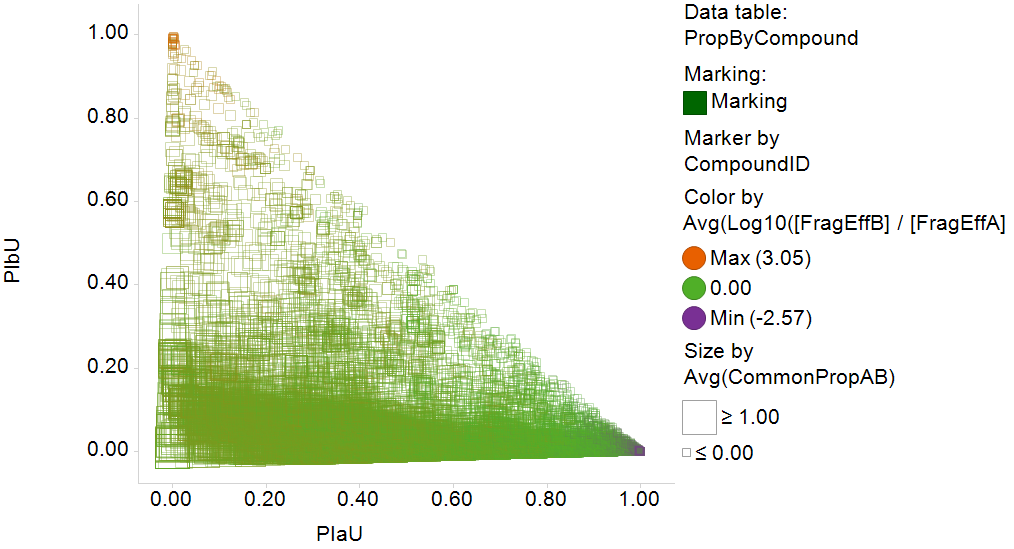 1.00
0.80
0.60
0.40
0.20
0.00
PIbU
0.00 0.20 0.40 0.60 0.80 1.00
PIaU
Data table:
PropByCompound
Marking:
Marking
Marker by
CompoundID
Color by
Avg(Log10([FragEffB] / [FragEffA]
Max (3.05)
0.00
Min (-2.57)
Size by
Avg(CommonPropAB)
≥ 1.00
≤ 0.00